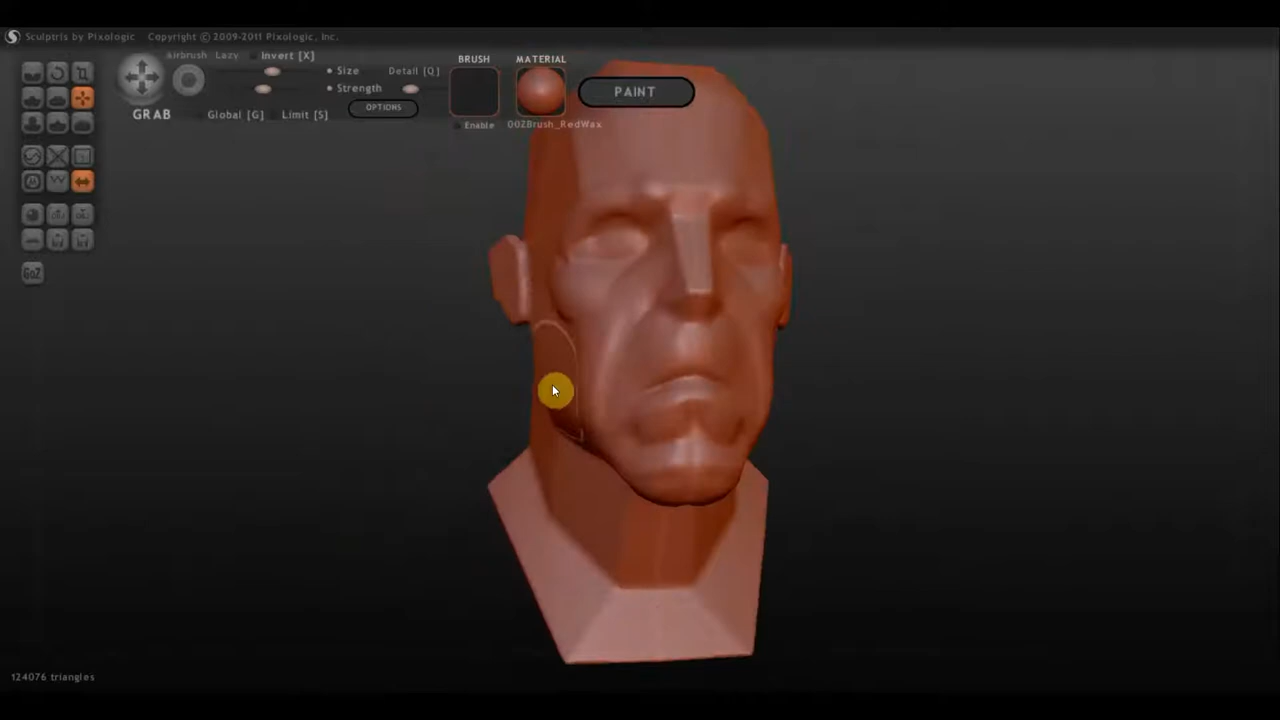 Sculptris by Pixologic   Copyright © 2009-2011 Pixologic, Inc.
Airbrush Lazy Invert [X]
Size Detail [Q]
Strength
OPTIONS
GRAB Global [G] Limit [S]
BRUSH
Enable
MATERIAL
00ZBrush_RedWax
PAINT
GoZ
124076 triangles